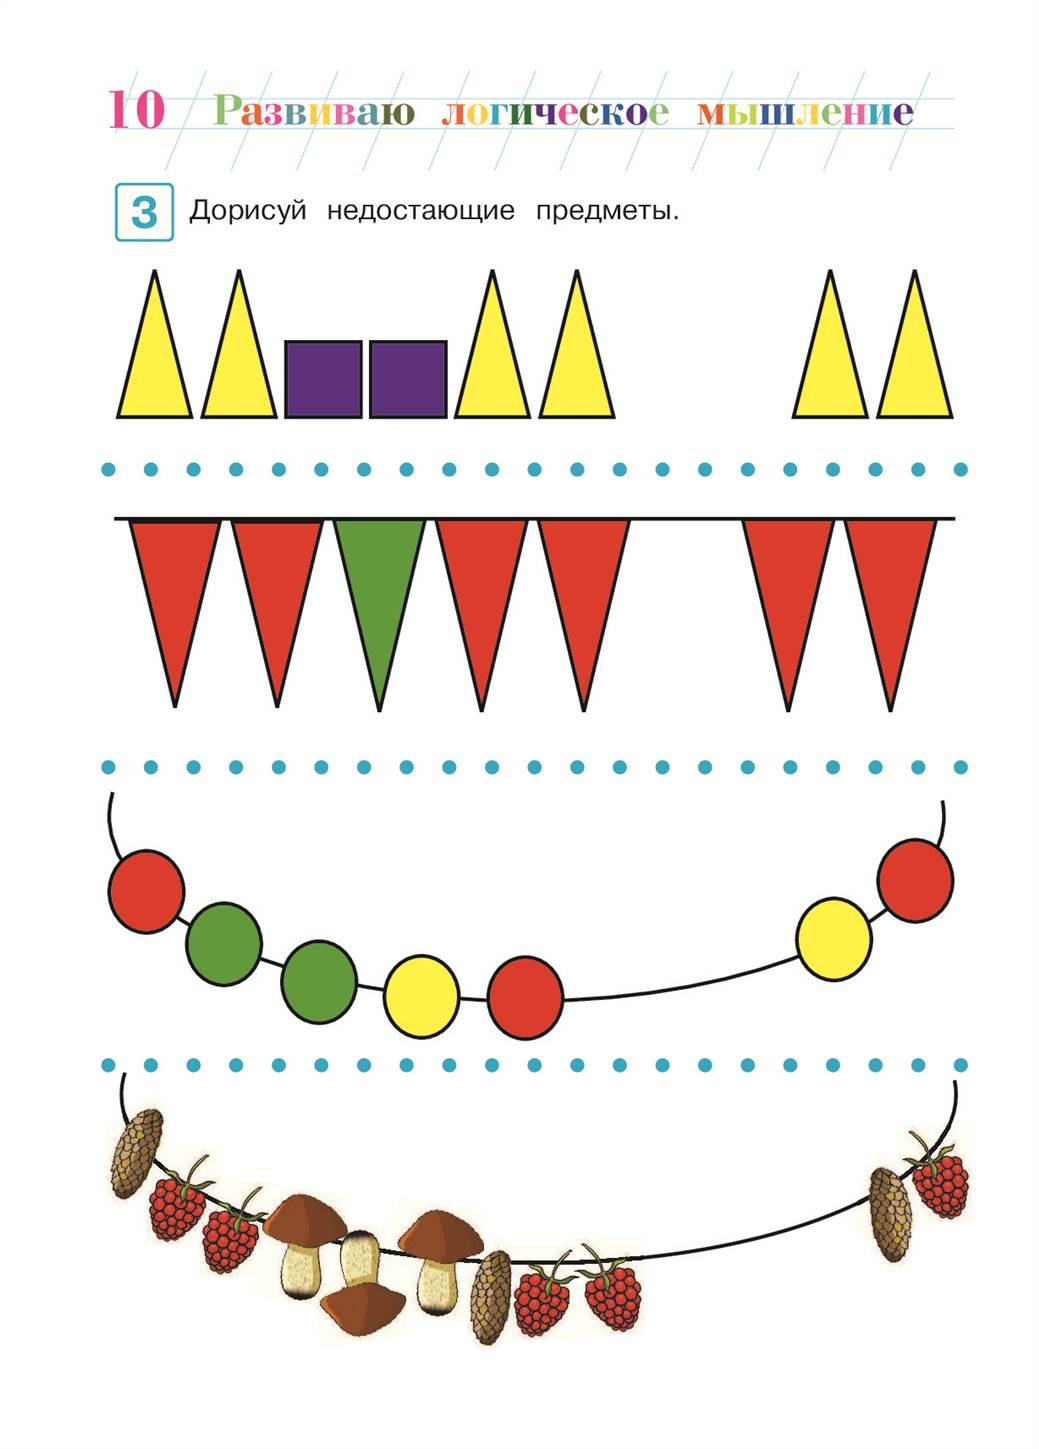 10 Развиваю логическое мышление
3 Дорисуй недостающие предметы.